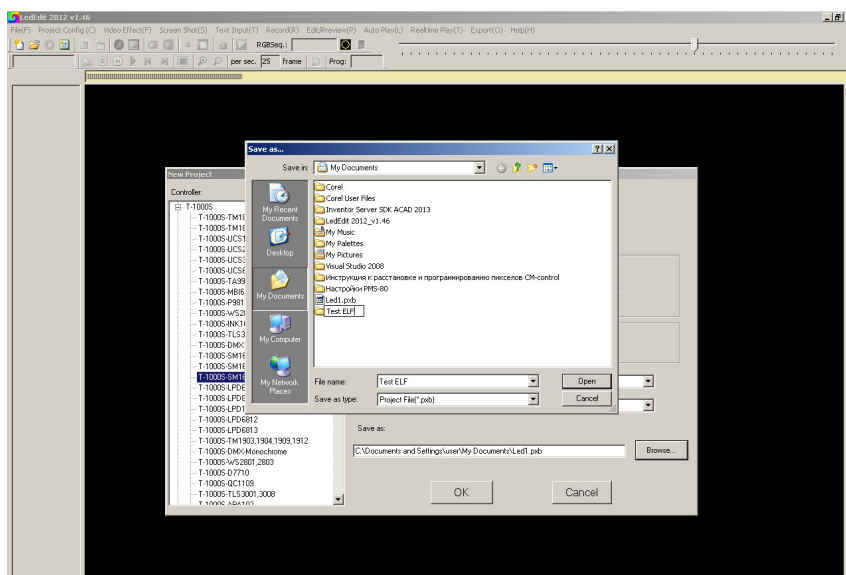 LedEdit 2012 v1.46
File(F) Project Config (C) Video Effect(F) Screen Shot(S) Text Input(T) Record(R) Edit/Preview(P) Auto Play(L) Realtime Play(T) Export(O) Help(H)
RGBSeq.:
per sec. 25 frame Prog:
Save as...
Save in: My Documents
New Project
Controller:
My Recent Documents
Desktop
My Documents
My Computer
My Network Places
Corel
Corel User Files
Inventor Server SDK ACAD 2013
LedEdit 2012_v1.46
My Music
My Palettes
My Pictures
Visual Studio 2008
Инструкция к расстановке и программированию пикселов CM-control
Настройки PMS-80
Led1.pxb
Test ELF
File name: Test ELF Open
Save as type: Project File(*.pxb) Cancel
T-1000S
T-1000S-TM18
T-1000S-TM18
T-1000S-UCS1
T-1000S-UCS2
T-1000S-UCS3
T-1000S-UCS6
T-1000S-TA99
T-1000S-MBI6
T-1000S-P981
T-1000S-WS28
T-1000S-INK10
T-1000S-TLS3
T-1000S-DMX
T-1000S-SM16
T-1000S-SM16
T-1000S-SM16
T-1000S-LPD6
T-1000S-LPD8
T-1000S-LPD1
T-1000S-LPD6812
T-1000S-LPD6813
T-1000S-TM1903,1904,1909,1912
T-1000S-DMX-Monochrome
T-1000S-WS2801,2803
T-1000S-D7710
T-1000S-QC1109
T-1000S-TLS3001,3008
T-1000S-APA102
Save as:
C:\Documents and Settings\user\My Documents\Led1.pxb Browse...
OK Cancel